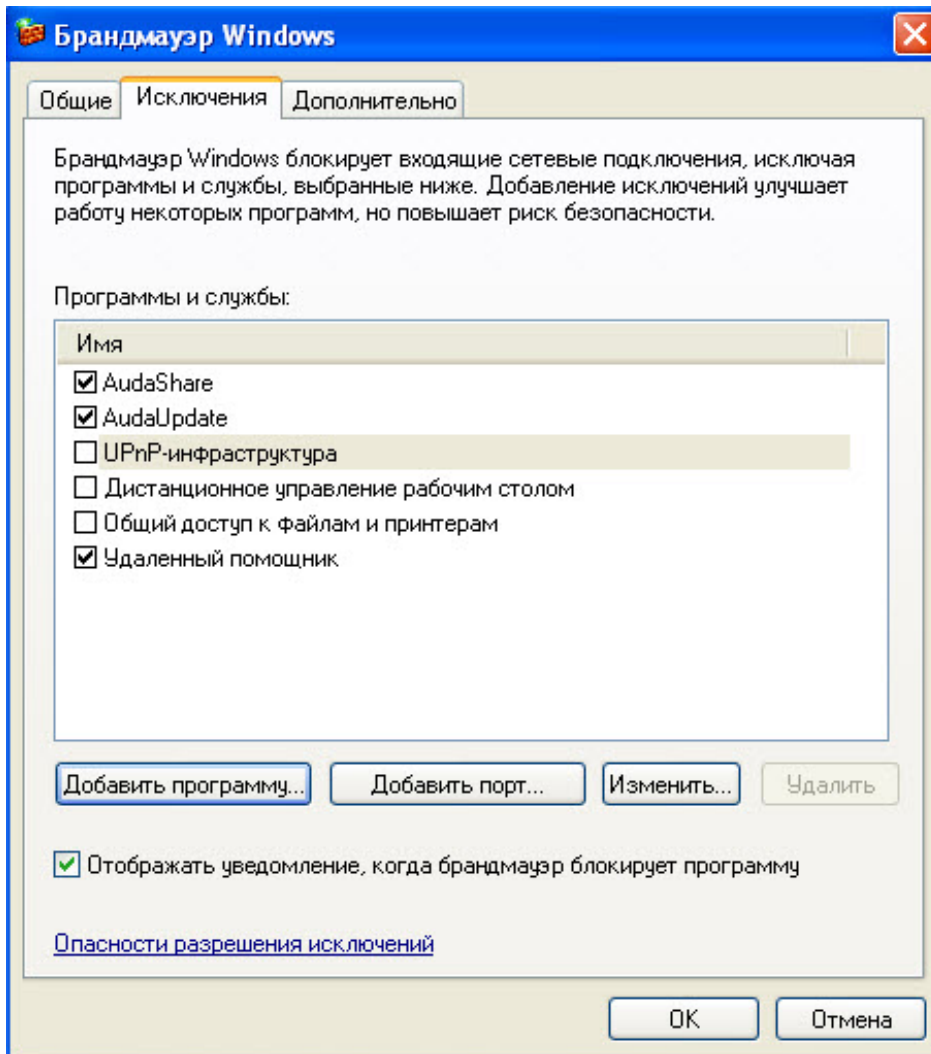 Брандмауэр Windows
Общие Исключения Дополнительно
Брандмауэр Windows блокирует входящие сетевые подключения, исключая
программы и службы, выбранные ниже. Добавление исключений улучшает
работу некоторых программ, но повышает риск безопасности.
Программы и службы:
Имя
AudaShare
AudaUpdate
UPnP-инфраструктура
Дистанционное управление рабочим столом
Общий доступ к файлам и принтерам
Удаленный помощник
Добавить программу... Добавить порт... Изменить... Удалить
Отображать уведомление, когда брандмауэр блокирует программу
Опасности разрешения исключений
OK Отмена